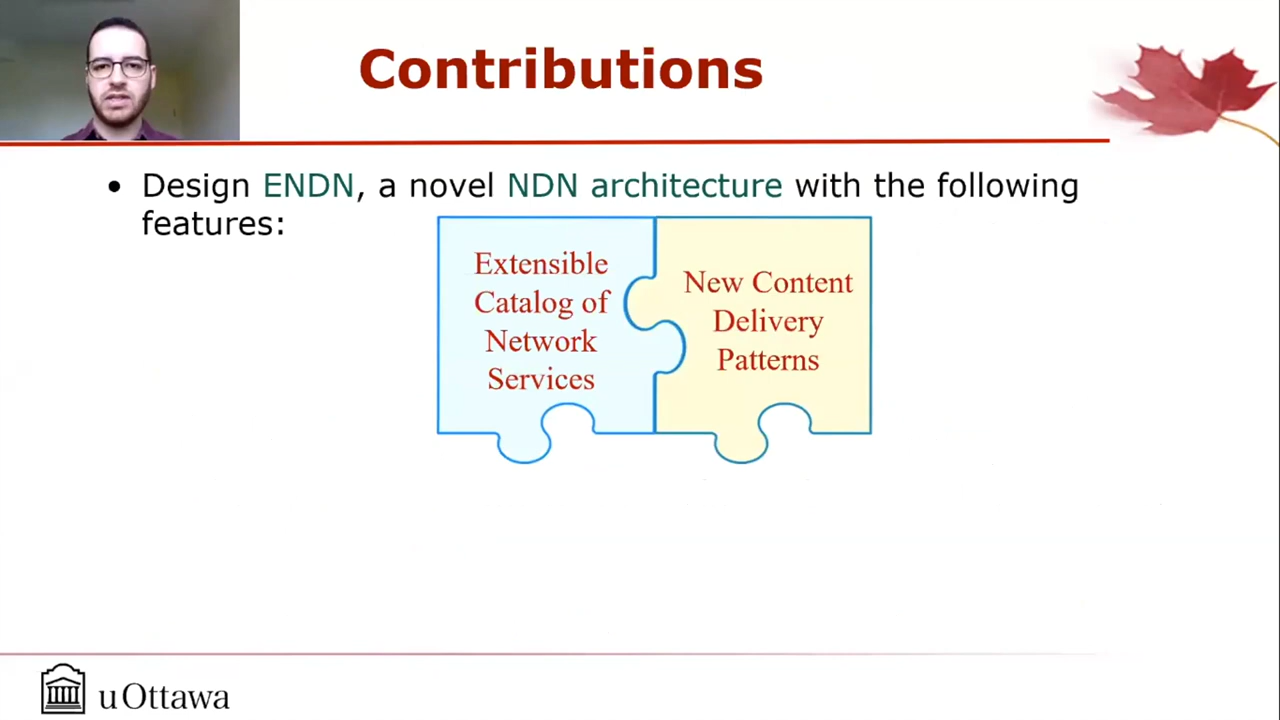 Contributions
• Design ENDN, a novel NDN architecture with the following
features:
Extensible
Catalog of
Network
Services
New Content
Delivery
Patterns
uOttawa